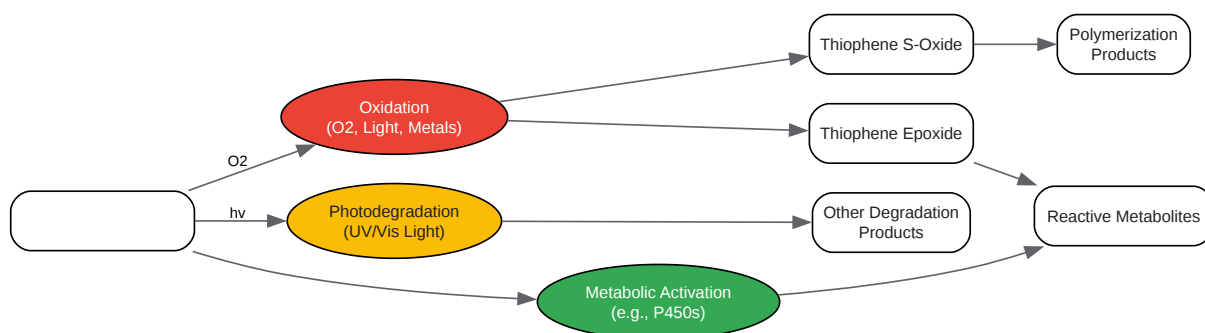 Thiophene S-Oxide
Polymerization
Products
Oxidation
(O2, Light, Metals)
Thiophene Epoxide
O2
hv
Photodegradation
(UV/Vis Light)
Other Degradation
Products
Reactive Metabolites
Metabolic Activation
(e.g., P450s)